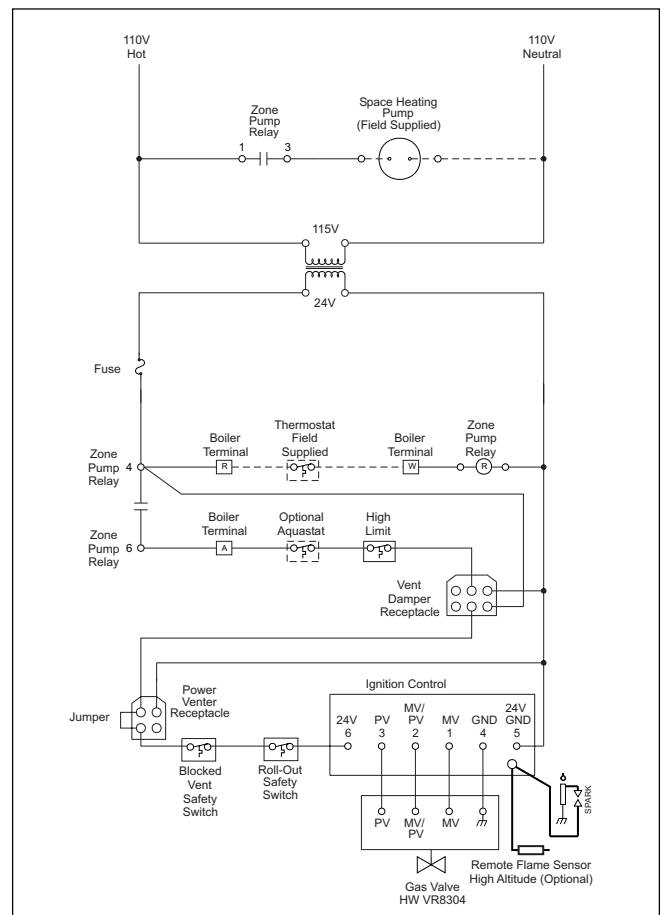 110V
Hot
110V
Neutral
Zone
Pump
Relay
1 3
Space Heating
Pump
(Field Supplied)
115V
24V
Fuse
Zone
Pump
Relay
4
Boiler
Terminal
R
Thermostat
Field
Supplied
Boiler
Terminal
W
Zone
Pump
Relay
R
Zone
Pump
Relay
6
Boiler
Terminal
A
Optional
Aquastat
High
Limit
Vent
Damper
Receptacle
Jumper
Power
Venter
Receptacle
Blocked
Vent
Safety
Switch
Roll-Out
Safety
Switch
Ignition Control
24V
6
PV
3
MV/
PV
2
MV
1
GND
4
24V
GND
5
PV
MV/
PV
MV
SPARK
Gas Valve
HW VR8304
Remote Flame Sensor
High Altitude (Optional)